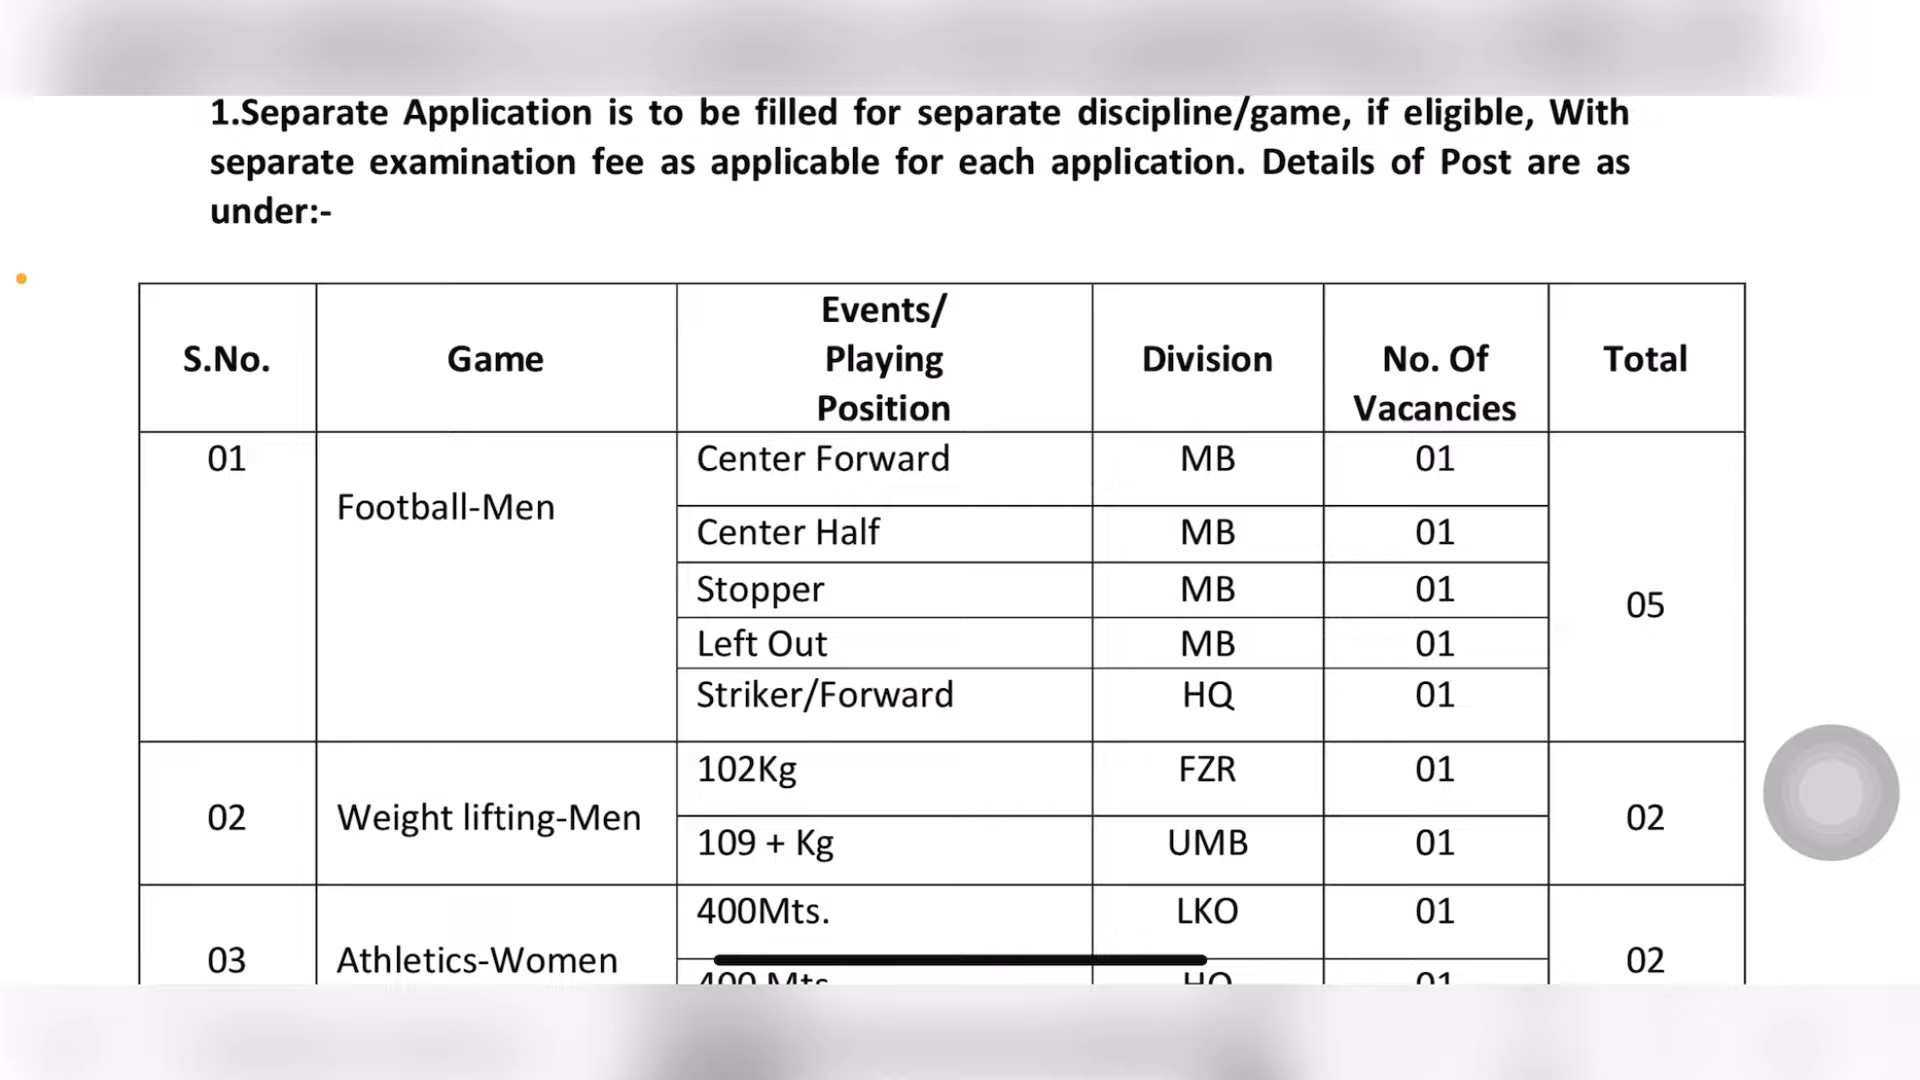 1.Separate Application is to be filled for separate discipline/game, if eligible, With
separate examination fee as applicable for each application. Details of Post are as
under:-
S.No. Game Events/ Playing Position Division No. Of Vacancies Total
01 Football-Men Center Forward MB 01 05
Center Half MB 01
Stopper MB 01
Left Out MB 01
Striker/Forward HQ 01
02 Weight lifting-Men 102Kg FZR 01 02
109 + Kg UMB 01
03 Athletics-Women 400Mts. LKO 01 02
400 Mts HQ 01